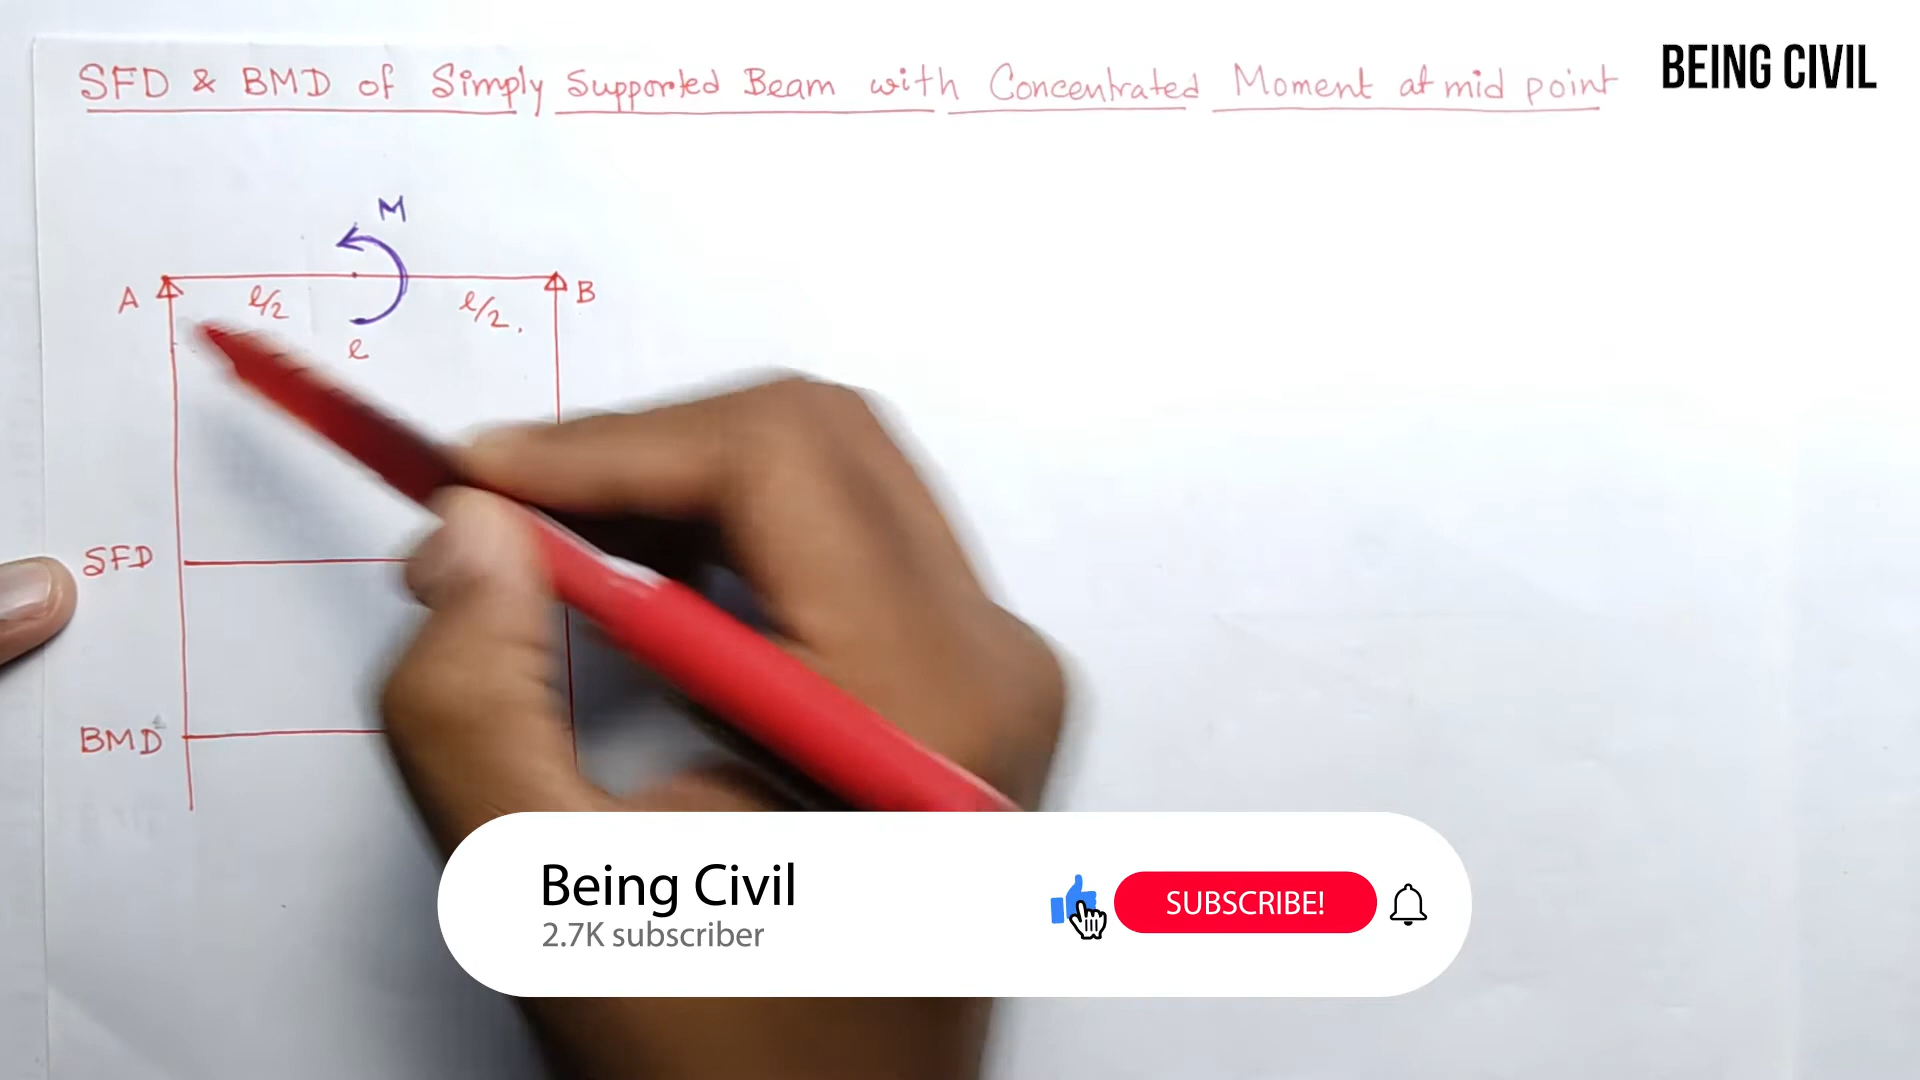 SFD & BMD of Simply Supported Beam with Concentrated Moment at mid point
BEING CIVIL
M
A
l/2
l/2.
B
l
SFD
BMD
Being Civil
2.7K subscriber
SUBSCRIBE!